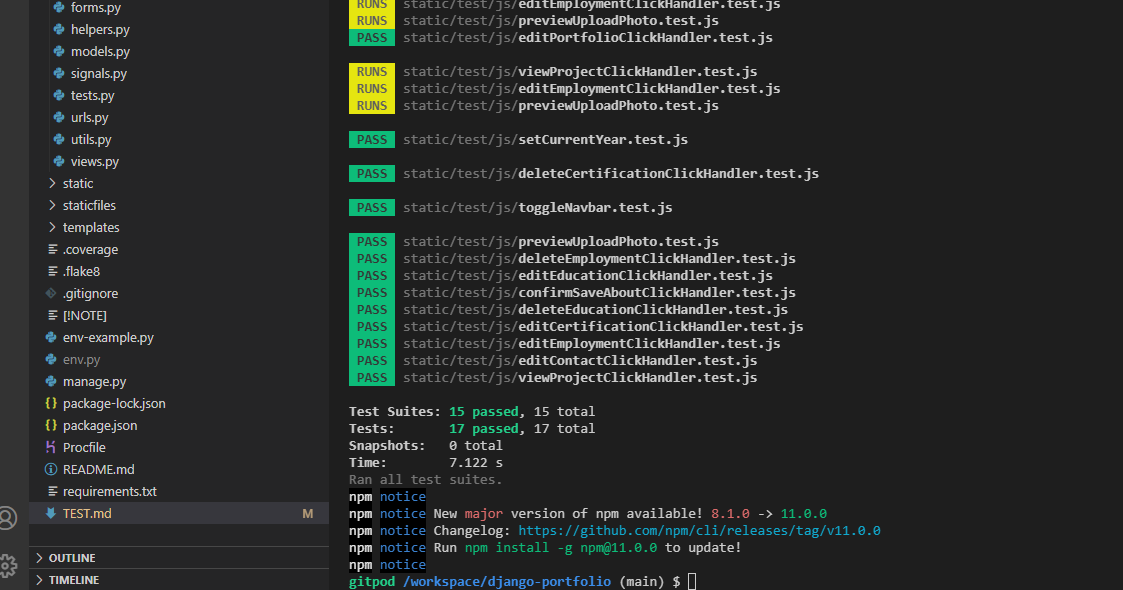 forms.py
helpers.py
models.py
signals.py
tests.py
urls.py
utils.py
views.py
static
staticfiles
templates
.coverage
.flake8
.gitignore
[!NOTE]
env-example.py
env.py
manage.py
package-lock.json
package.json
Procfile
README.md
requirements.txt
TEST.md M
OUTLINE
TIMELINE
RUNS static/test/js/editEmploymentClickHandler.test.js
RUNS static/test/js/previewUploadPhoto.test.js
PASS static/test/js/editPortfolioClickHandler.test.js
RUNS static/test/js/viewProjectClickHandler.test.js
RUNS static/test/js/editEmploymentClickHandler.test.js
RUNS static/test/js/previewUploadPhoto.test.js
PASS static/test/js/setCurrentYear.test.js
PASS static/test/js/deleteCertificationClickHandler.test.js
PASS static/test/js/toggleNavbar.test.js
PASS static/test/js/previewUploadPhoto.test.js
PASS static/test/js/deleteEmploymentClickHandler.test.js
PASS static/test/js/editEducationClickHandler.test.js
PASS static/test/js/confirmSaveAboutClickHandler.test.js
PASS static/test/js/deleteEducationClickHandler.test.js
PASS static/test/js/editCertificationClickHandler.test.js
PASS static/test/js/editEmploymentClickHandler.test.js
PASS static/test/js/editContactClickHandler.test.js
PASS static/test/js/viewProjectClickHandler.test.js
Test Suites: 15 passed, 15 total
Tests: 17 passed, 17 total
Snapshots: 0 total
Time: 7.122 s
Ran all test suites.
npm notice
npm notice New major version of npm available! 8.1.0 -> 11.0.0
npm notice Changelog: https://github.com/npm/cli/releases/tag/v11.0.0
npm notice Run npm install -g npm@11.0.0 to update!
npm notice
gitpod /workspace/django-portfolio (main) $